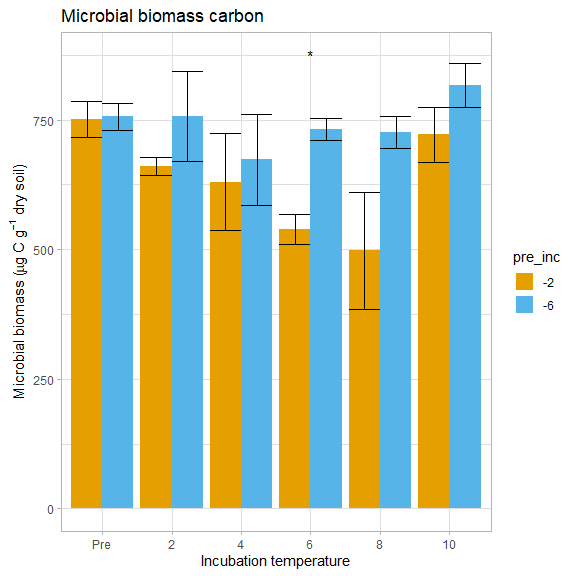 Microbial biomass carbon
*
Microbial biomass (μg C g⁻¹ dry soil)
750
500
250
0
Pre 2 4 6 8 10
Incubation temperature
pre_inc
-2
-6